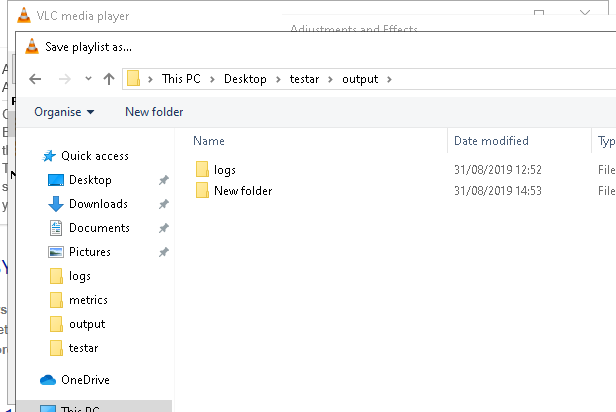 VLC media player
Adjustments and Effects
Save playlist as...
This PC > Desktop > testar > output >
Organise New folder
Name Date modified Typ
Quick access
logs 31/08/2019 12:52 File
Desktop
New folder 31/08/2019 14:53 File
Downloads
Documents
Pictures
logs
metrics
output
testar
OneDrive
This PC